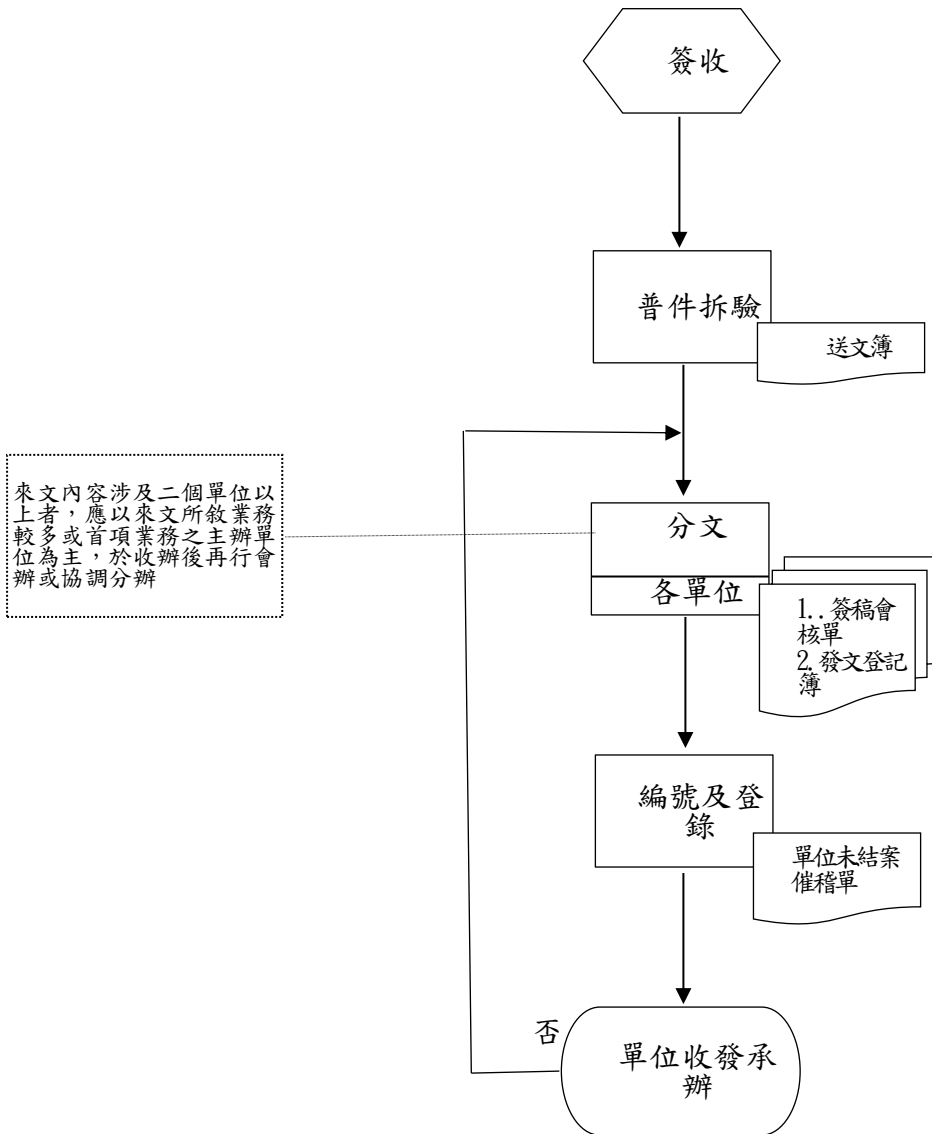 簽收
普件拆驗
送文簿
來文內容涉及二個單位以
上者，應以來文所敘業務
較多或首項業務之主辦單
位為主，於收辦後再行會
辦或協調分辦
分文
各單位
1..簽稿會
核單
2.發文登記
簿
編號及登
錄
單位未結案
催稽單
否
單位收發承
辦